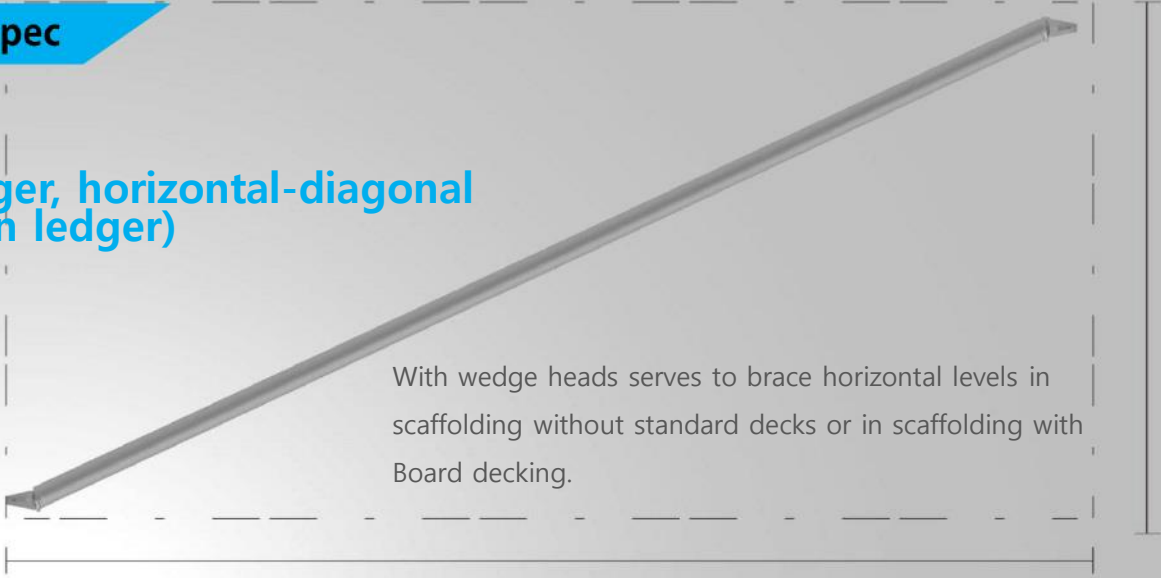 pec
ger, horizontal-diagonal
n ledger)
With wedge heads serves to brace horizontal levels in
scaffolding without standard decks or in scaffolding with
Board decking.